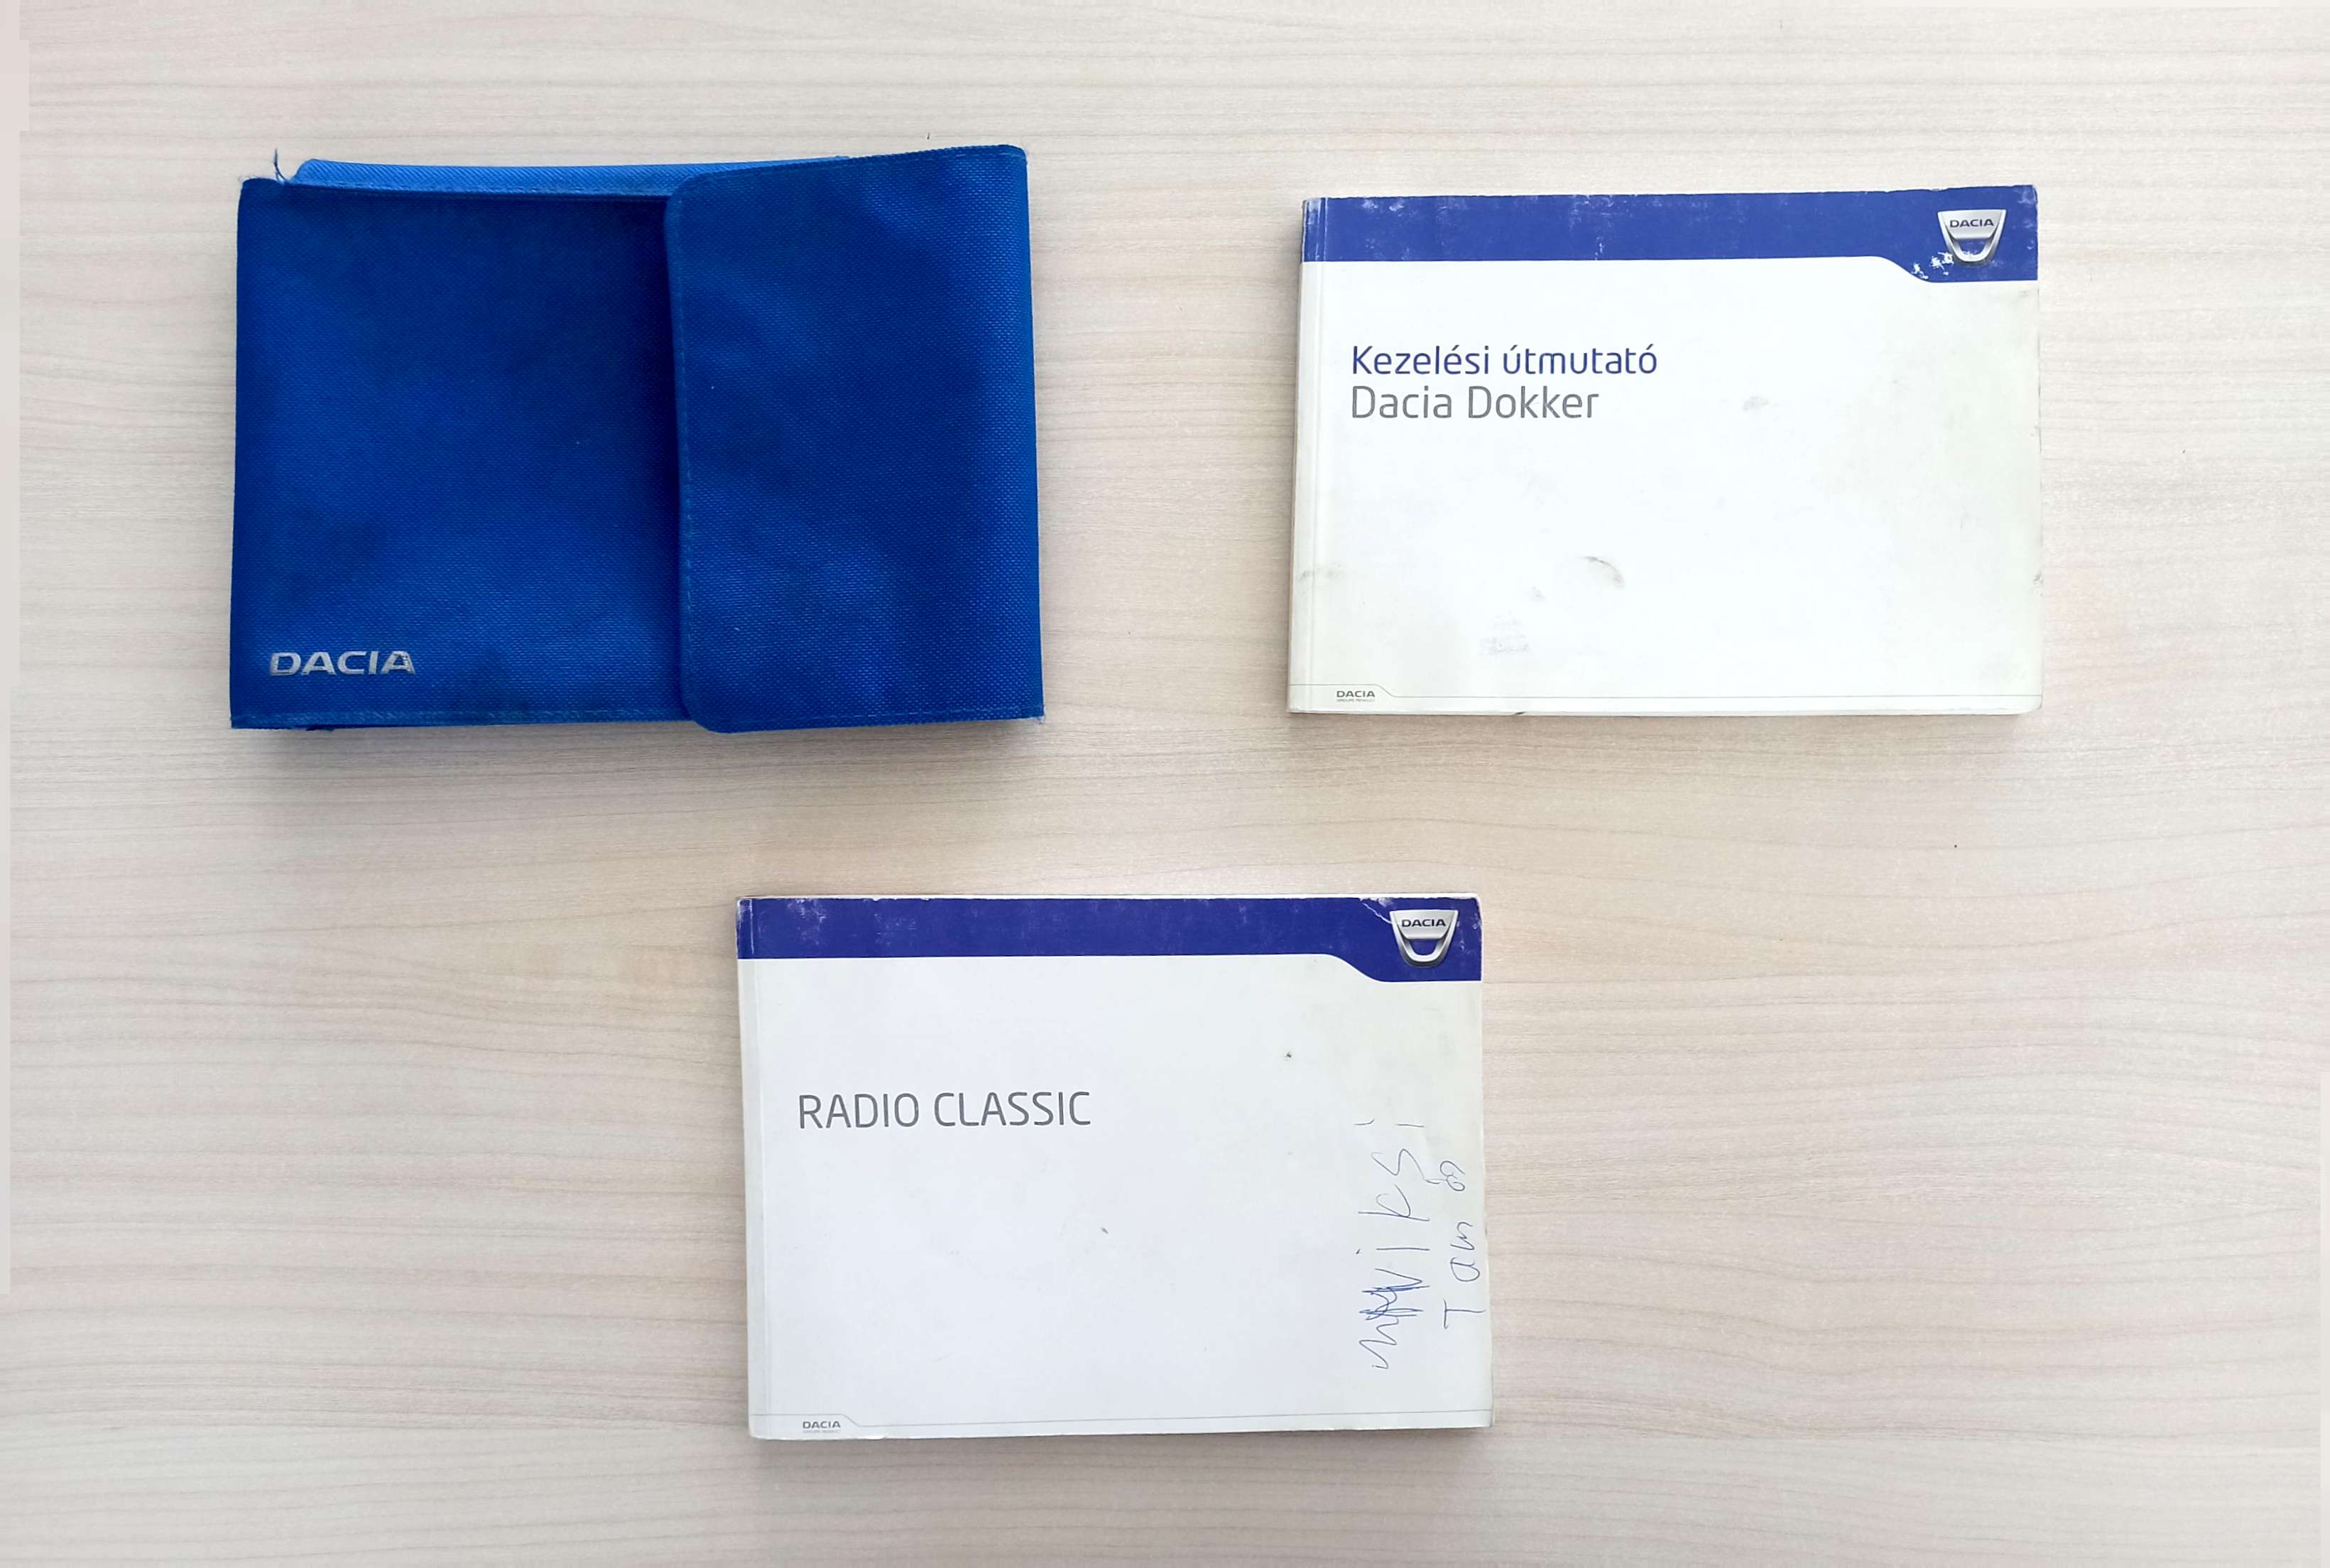 DACIA
DACIA
Kezelési útmutató
Dacia Dokker
DACIA
DACIA
RADIO CLASSIC
DACIA